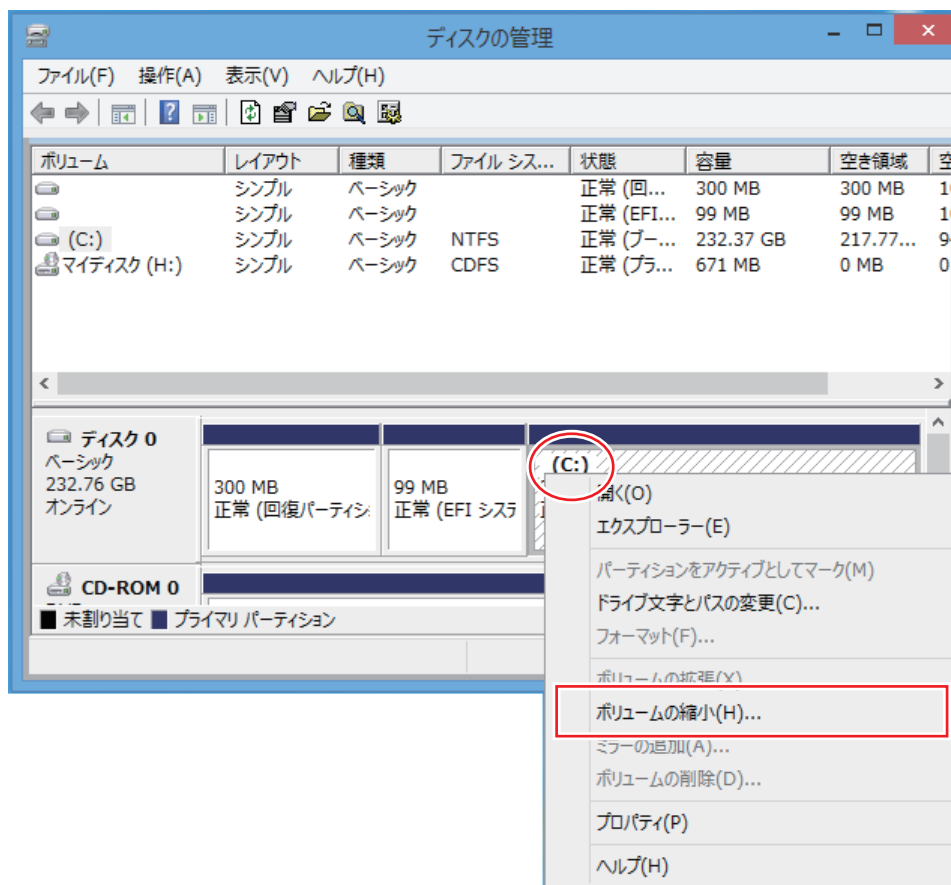 ディスクの管理
ファイル(F) 操作(A) 表示(V) ヘルプ(H)
ボリューム レイアウト 種類 ファイル シス... 状態 容量 空き領域 空
シンプル ベーシック 正常 (回... 300 MB 300 MB 1
シンプル ベーシック 正常 (EFI... 99 MB 99 MB 1
(C:) シンプル ベーシック NTFS 正常 (ブー... 232.37 GB 217.77... 9
マイディスク (H:) シンプル ベーシック CDFS 正常 (プラ... 671 MB 0 MB 0
ディスク 0
ベーシック
232.76 GB
オンライン
300 MB
正常 (回復パーティシ
99 MB
正常 (EFI システ
(C:)
CD-ROM 0
未割り当て プライマリ パーティション
開く(O)
エクスプローラー(E)
パーティションをアクティブとしてマーク(M)
ドライブ文字とパスの変更(C)...
フォーマット(F)...
ボリュームの拡張(X)
ボリュームの縮小(H)...
ミラーの追加(A)...
ボリュームの削除(D)...
プロパティ(P)
ヘルプ(H)